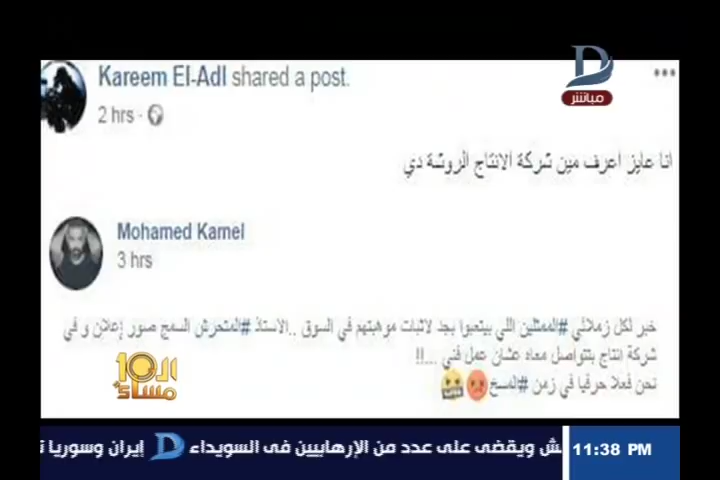 Kareem El-Adl shared a post.
2 hrs
مباشر
انا عايز اعرف مين شركة الانتاج الروشة دي
Mohamed Kamel
3 hrs
خبر لكل زملائي #الممثلين اللي بيتعبوا بجد لاثبات موهبتهم في السوق ..الاستاذ #المتحرش السمج صور إعلان و في
شركة انتاج بتتواصل معاه عشان عمل فني ...!!
نحن فعلا حرفيا في زمن #المسخ
الـ10
مساءً
ـش ويقضى على عدد من الإرهابيين فى السويداء
إيران وسوريا
11:38 PM